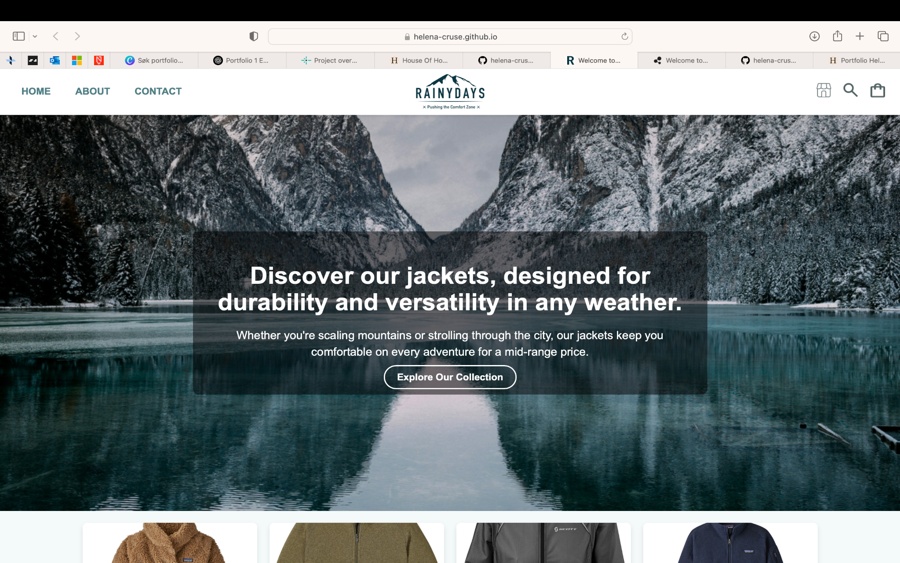 helena-cruse.github.io
Søk portfolio...
Portfolio 1 E...
Project over...
House Of Ho...
helena-crus...
Welcome to...
Welcome to...
helena-crus...
Portfolio Hel...
HOME
ABOUT
CONTACT
RAINYDAYS
Pushing the Comfort Zone
Discover our jackets, designed for
durability and versatility in any weather.
Whether you're scaling mountains or strolling through the city, our jackets keep you
comfortable on every adventure for a mid-range price.
Explore Our Collection